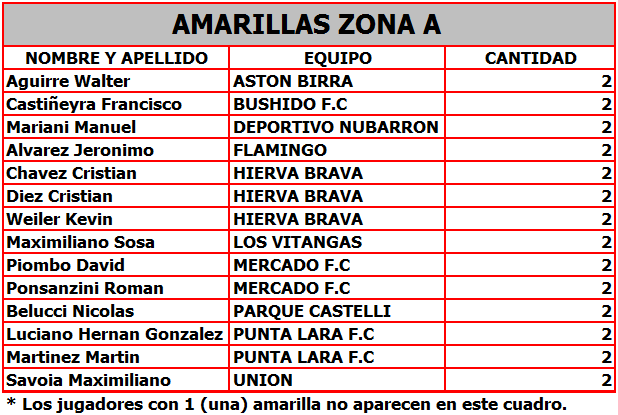 AMARILLAS ZONA A
NOMBRE Y APELLIDO EQUIPO CANTIDAD
Aguirre Walter ASTON BIRRA 2
Castiñeyra Francisco BUSHIDO F.C 2
Mariani Manuel DEPORTIVO NUBARRON 2
Alvarez Jeronimo FLAMINGO 2
Chavez Cristian HIERVA BRAVA 2
Diez Cristian HIERVA BRAVA 2
Weiler Kevin HIERVA BRAVA 2
Maximiliano Sosa LOS VITANGAS 2
Piombo David MERCADO F.C 2
Ponsanzini Roman MERCADO F.C 2
Belucci Nicolas PARQUE CASTELLI 2
Luciano Hernan Gonzalez PUNTA LARA F.C 2
Martinez Martin PUNTA LARA F.C 2
Savoia Maximiliano UNION 2
* Los jugadores con 1 (una) amarilla no aparecen en este cuadro.